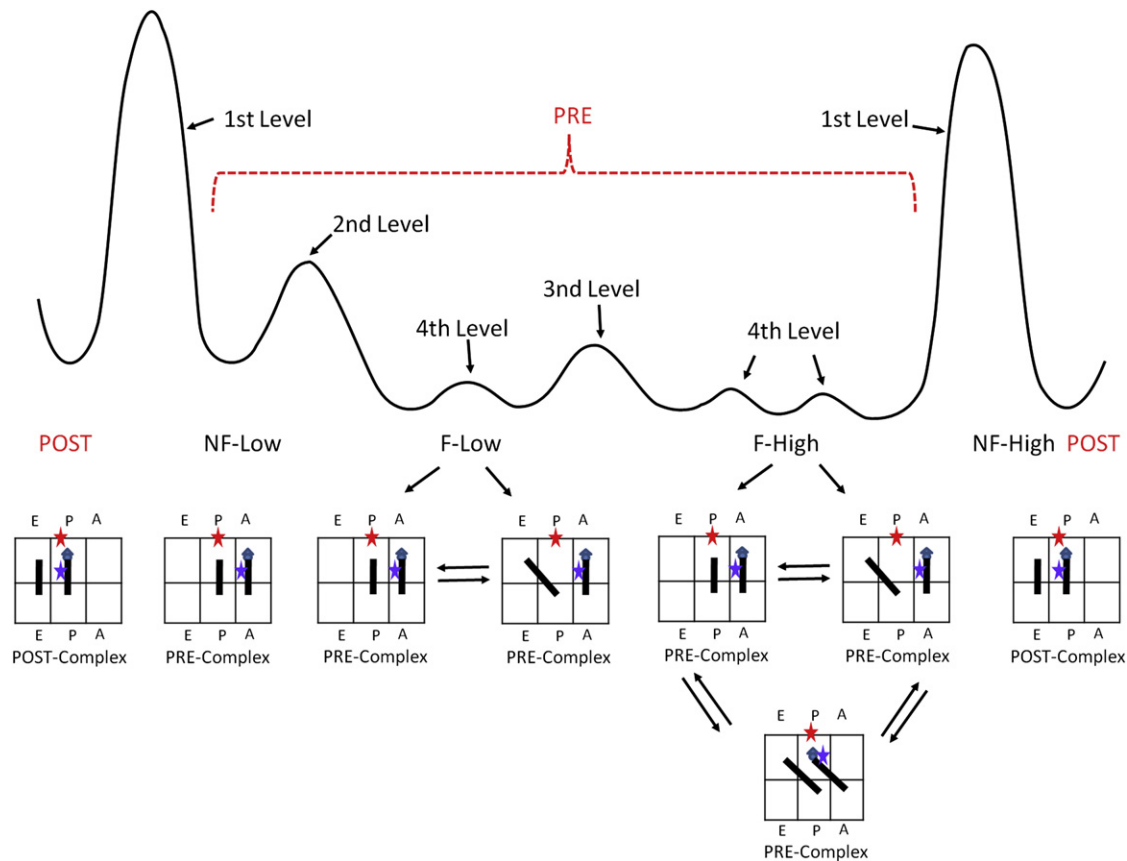 PRE
1st Level
1st Level
2nd Level
3nd Level
4th Level
4th Level
POST
NF-Low
F-Low
F-High
NF-High POST
E P A
E P A
E P A
E P A
E P A
E P A
E P A
E P A
E P A
E P A
E P A
E P A
E P A
E P A
POST-Complex
PRE-Complex
PRE-Complex
PRE-Complex
PRE-Complex
PRE-Complex
POST-Complex
E P A
E P A
PRE-Complex